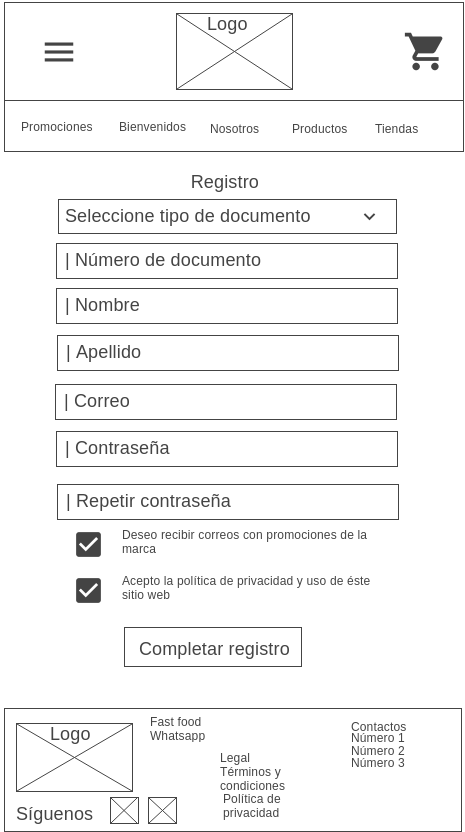 Logo
Promociones Bienvenidos Nosotros Productos Tiendas
Registro
Seleccione tipo de documento
| Número de documento
| Nombre
| Apellido
| Correo
| Contraseña
| Repetir contraseña
Deseo recibir correos con promociones de la
marca
Acepto la política de privacidad y uso de éste
sitio web
Completar registro
Logo
Síguenos
Fast food
Whatsapp
Legal
Términos y
condiciones
Política de
privacidad
Contactos
Número 1
Número 2
Número 3